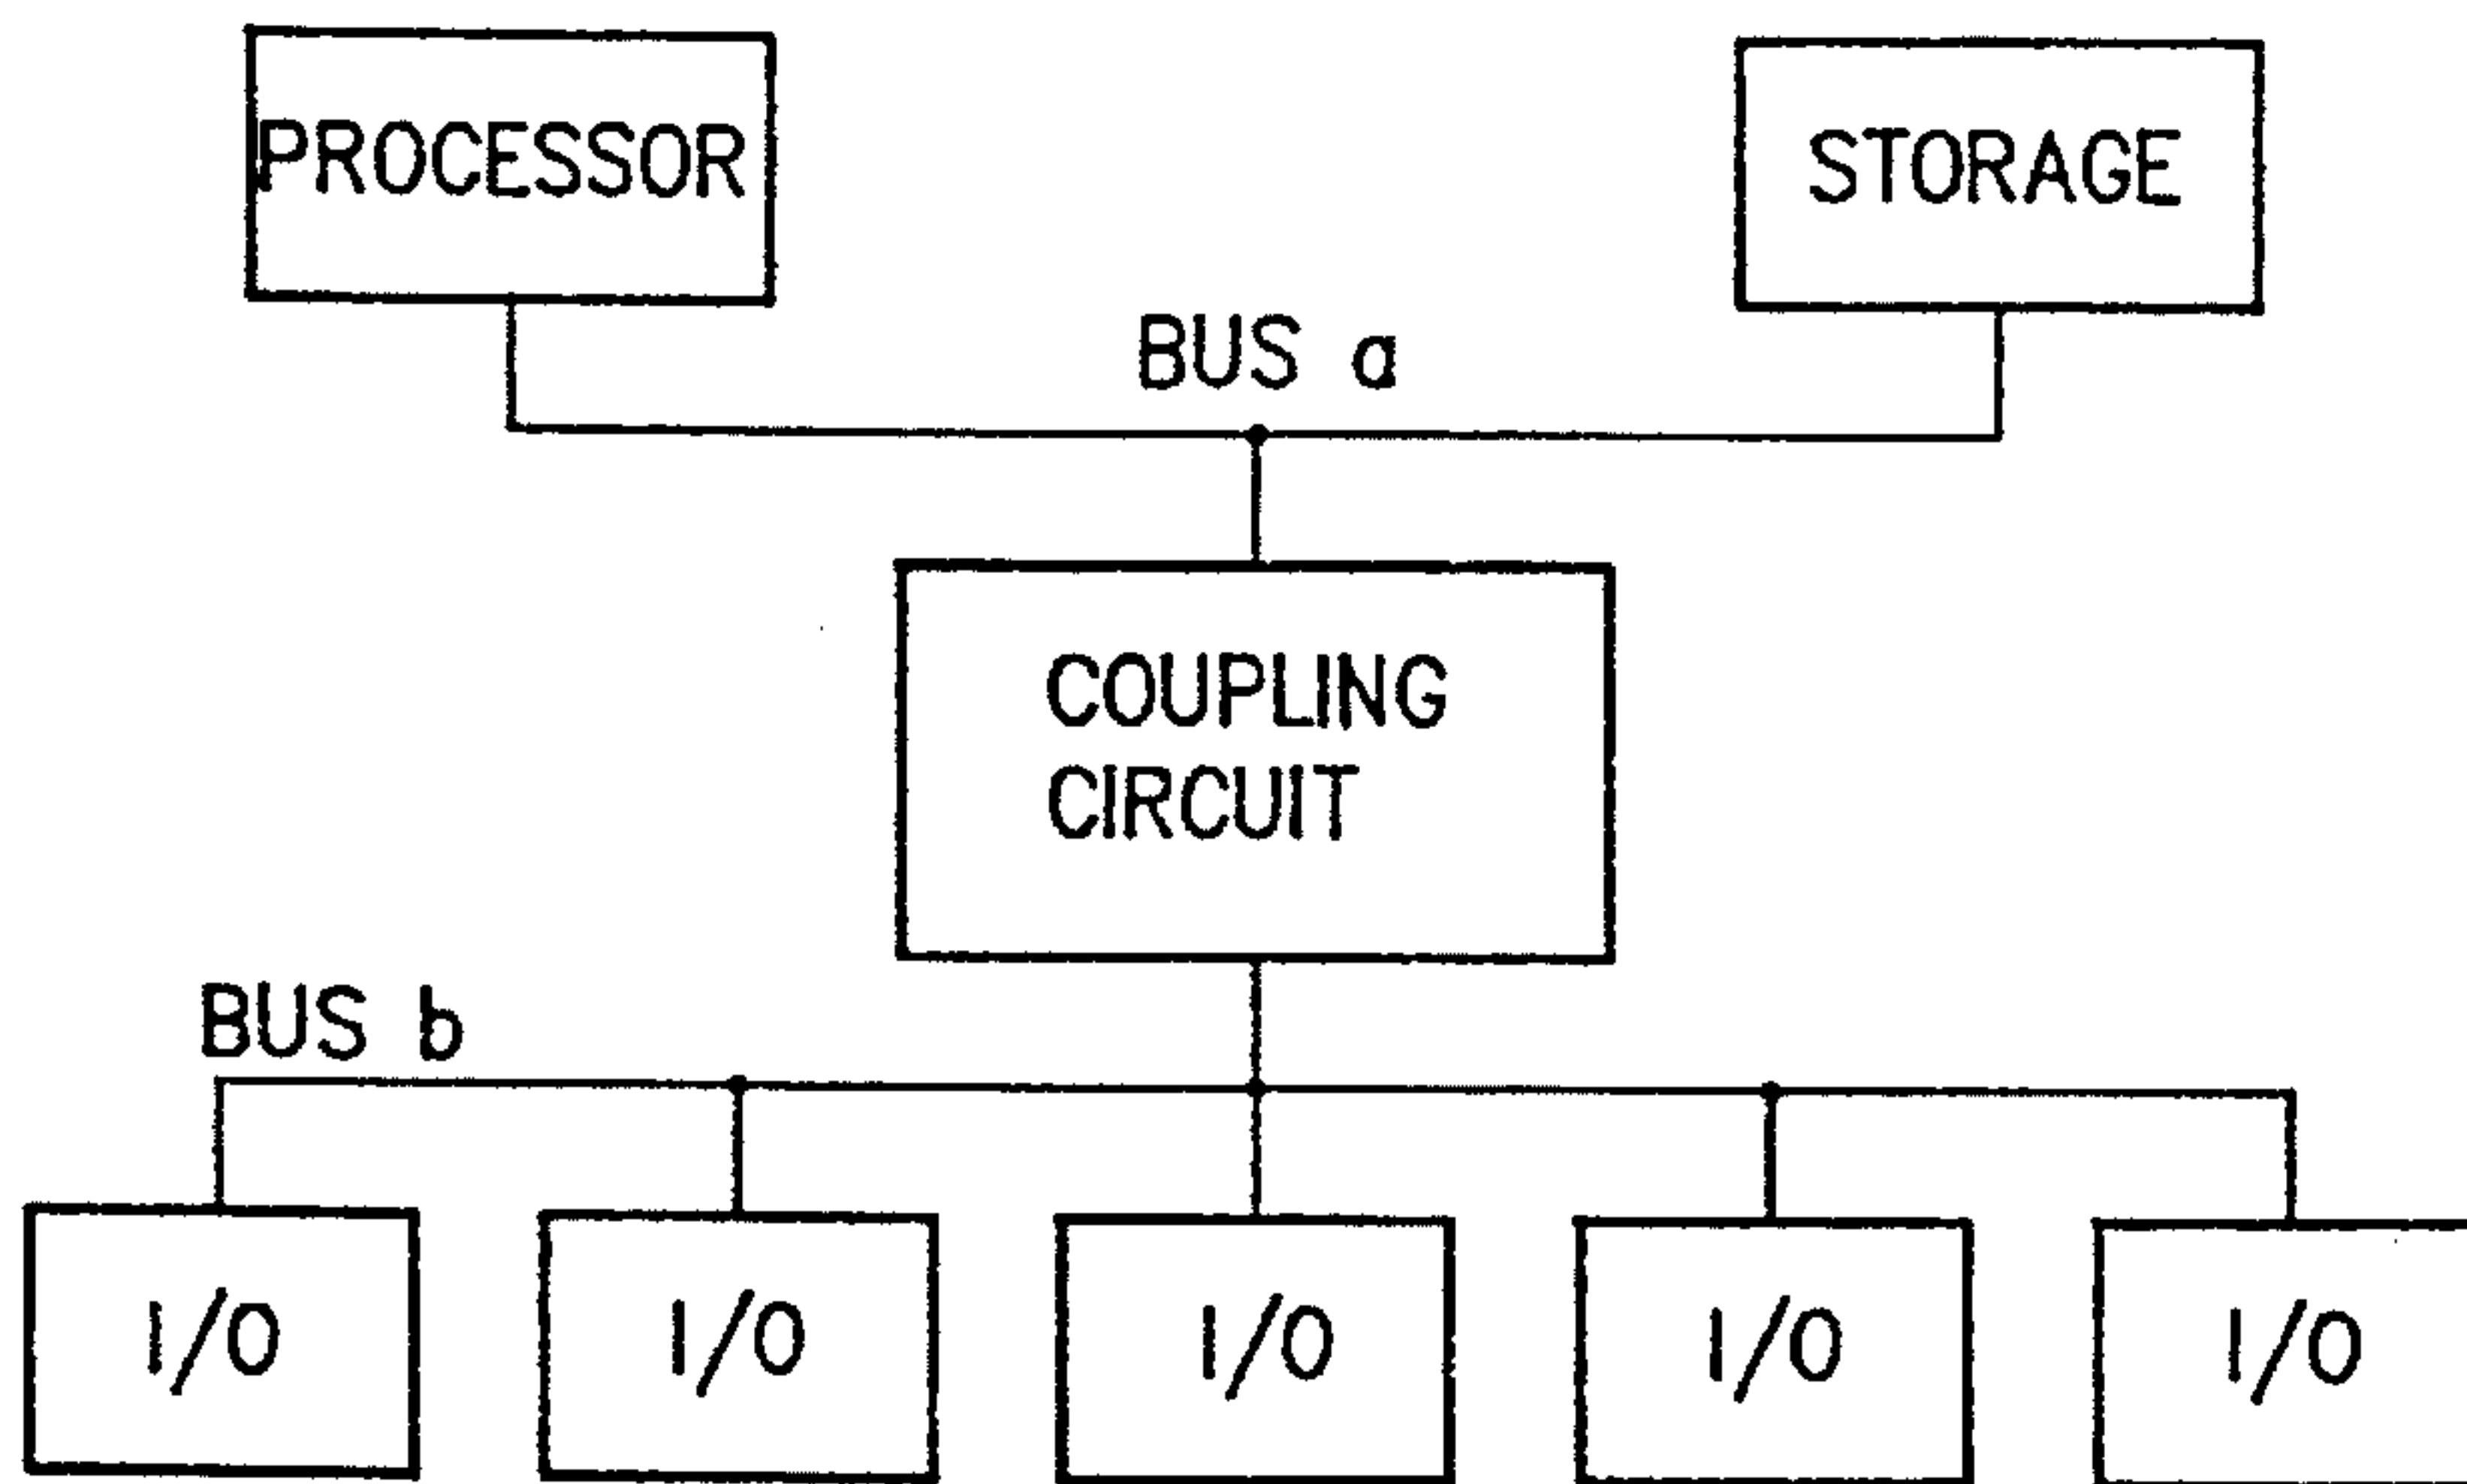 PROCESSOR
STORAGE
BUS a
COUPLING
CIRCUIT
BUS b
I/O
I/O
I/O
I/O
I/O